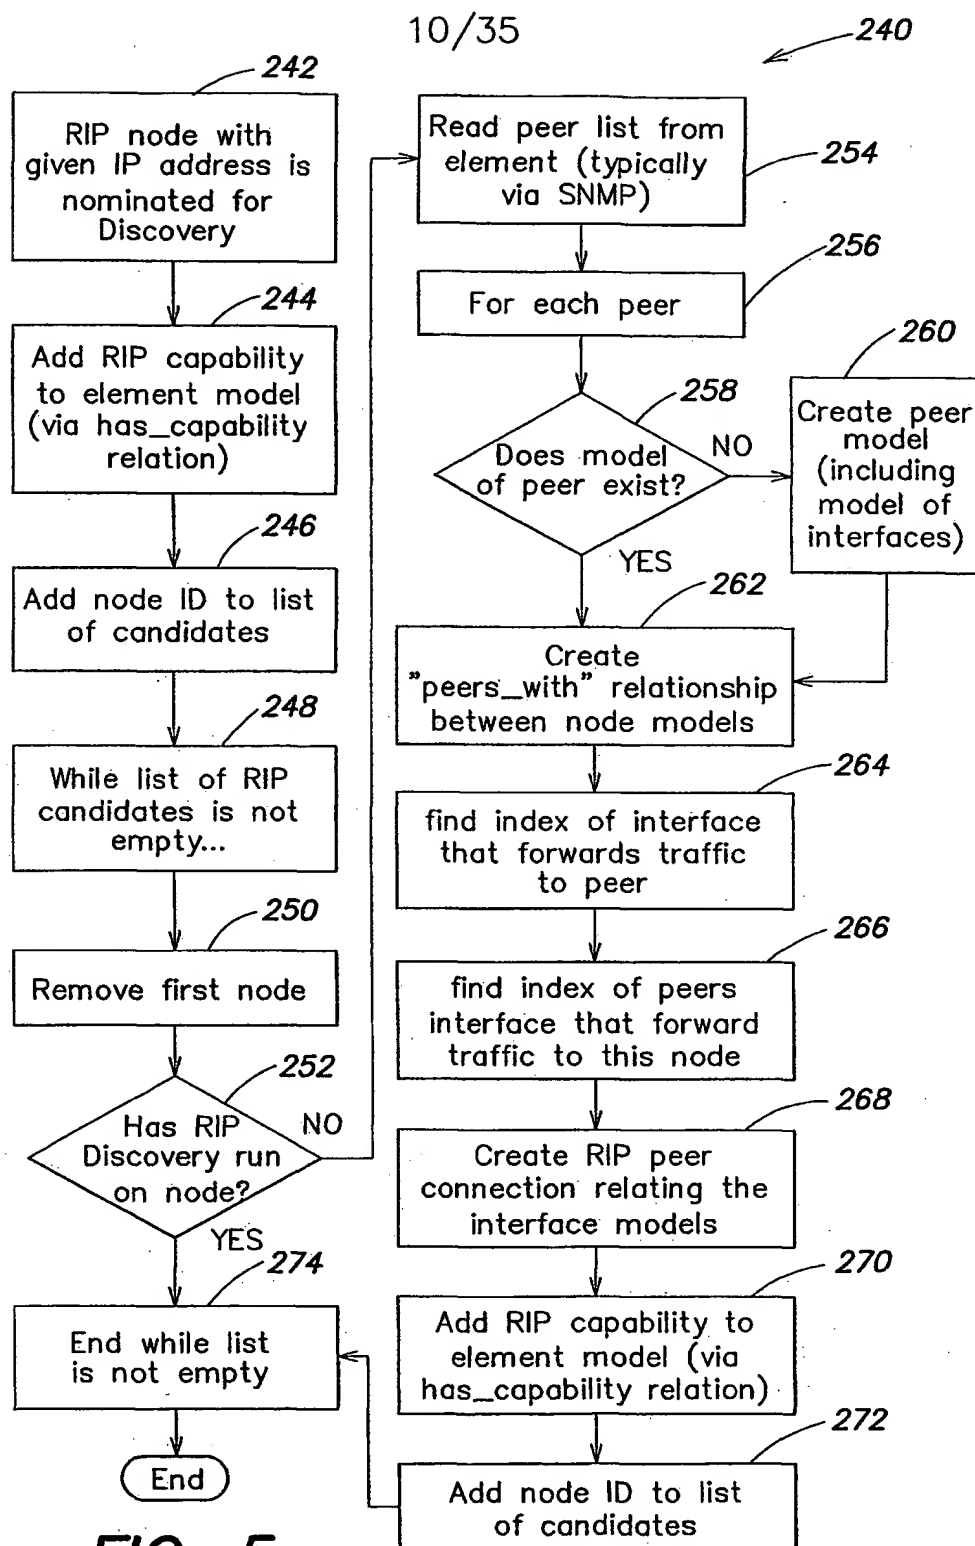 10/35
240
242
RIP node with
given IP address is
nominated for
Discovery
244
Add RIP capability
to element model
(via has_capability
relation)
246
Add node ID to list
of candidates
248
While list of RIP
candidates is not
empty...
250
Remove first node
252
Has RIP
Discovery run
on node?
NO
YES
274
End while list
is not empty
End
254
Read peer list from
element (typically
via SNMP)
256
For each peer
258
Does model
of peer exist?
NO
YES
260
Create peer
model
(including
model of
interfaces)
262
Create
"peers_with" relationship
between node models
264
find index of interface
that forwards traffic
to peer
266
find index of peers
interface that forward
traffic to this node
268
Create RIP peer
connection relating the
interface models
270
Add RIP capability to
element model (via
has_capability relation)
272
Add node ID to list
of candidates
FIG. 5